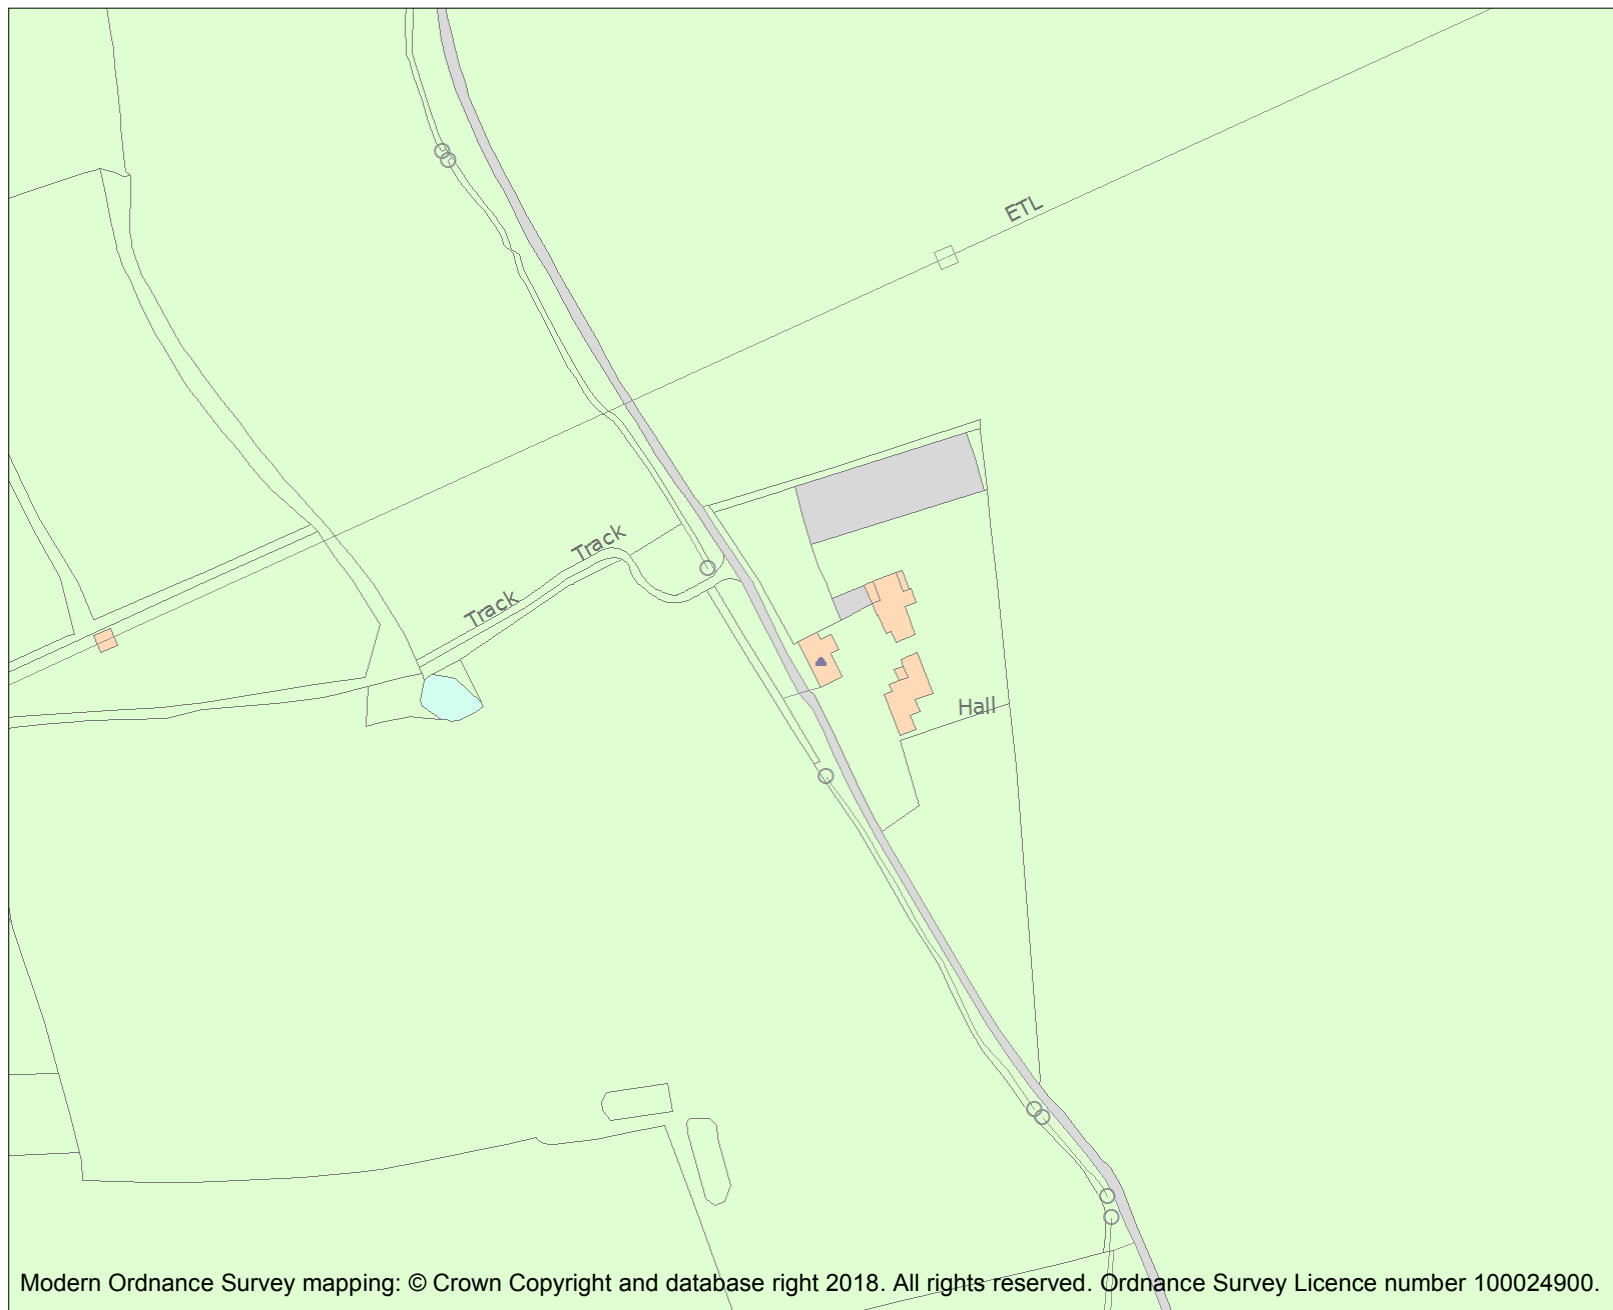 ETL
Track
Track
Hall
Modern Ordnance Survey mapping: © Crown Copyright and database right 2018. All rights reserved. Ordnance Survey Licence number 100024900.